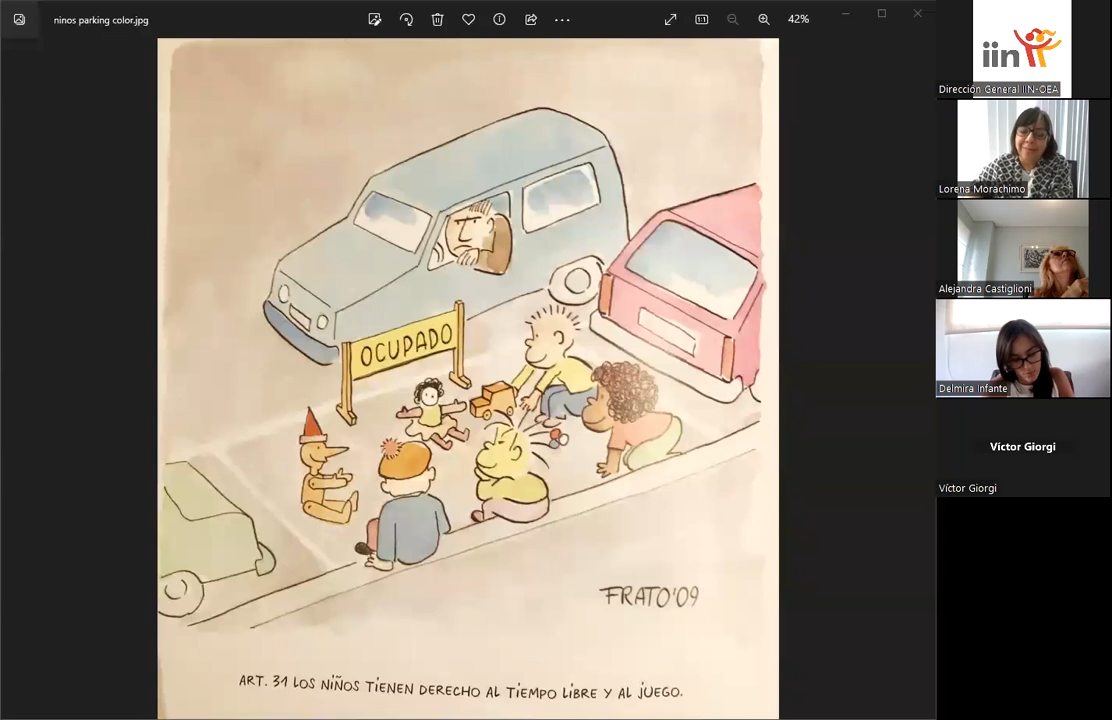 ninos parking color.jpg
42%
OCUPADO
FRATO'09
ART. 31 LOS NIÑOS TIENEN DERECHO AL TIEMPO LIBRE Y AL JUEGO.
iin
Dirección General IIN-OEA
Lorena Morachimo
Alejandra Castiglioni
Delmira Infante
Víctor Giorgi
Víctor Giorgi